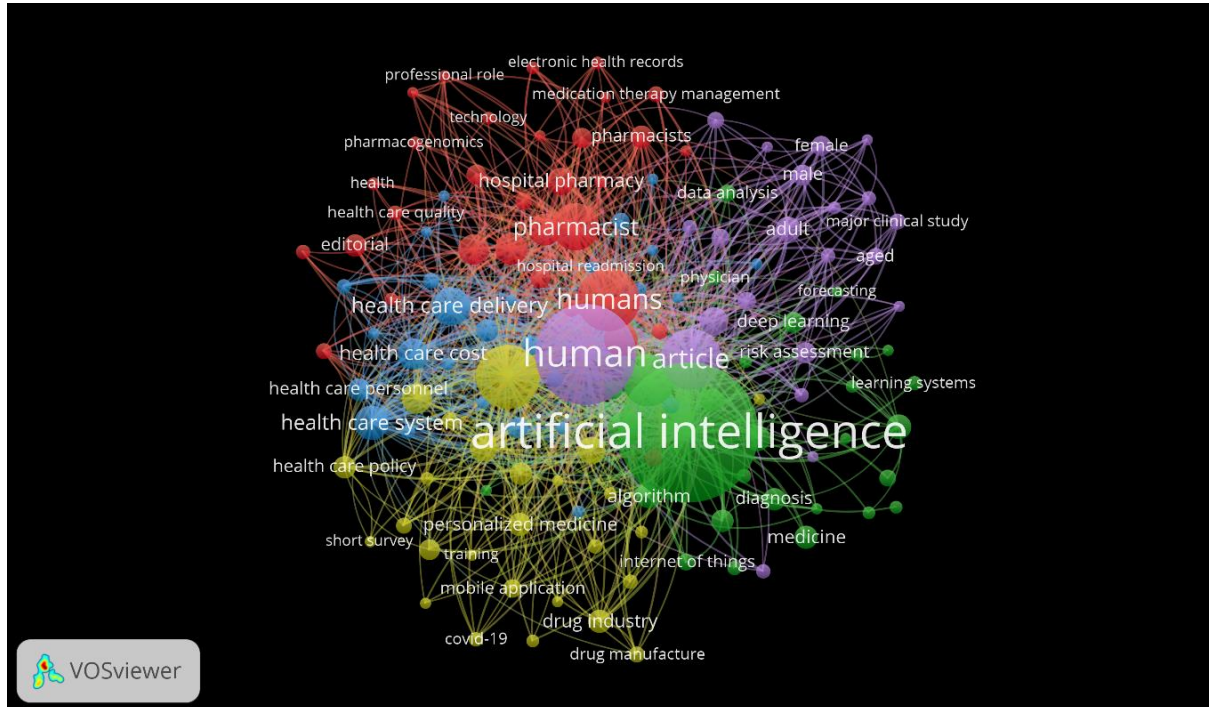 electronic health records
professional role
medication therapy management
technology
pharmacists
pharmacogenomics
female
male
health
hospital pharmacy
data analysis
health care quality
pharmacist
adult
major clinical study
editorial
aged
hospital readmission
physician
forecasting
health care delivery
humans
deep learning
health care cost
human
article
risk assessment
learning systems
health care personnel
health care system
artificial intelligence
health care policy
algorithm
diagnosis
personalized medicine
medicine
short survey
training
internet of things
mobile application
drug industry
covid-19
drug manufacture
VOSviewer